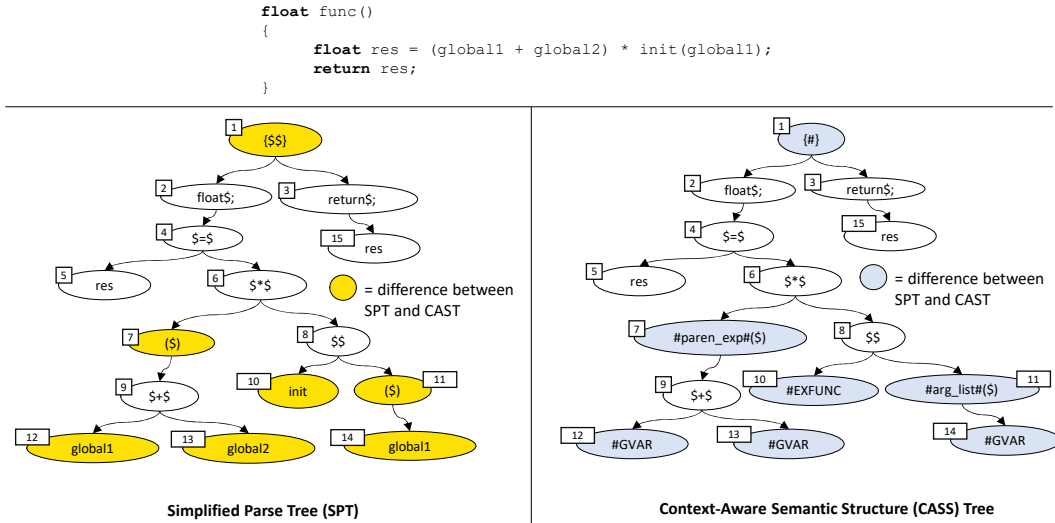 float func()
{
float res = (global1 + global2) * init(global1);
return res;
}
1
{$$}
2
float$;
3
return$;
4
$=$
15
res
5
res
6
$*$
= difference between
SPT and CAST
7
($)
8
$$
9
$+$
10
init
11
($)
12
global1
13
global2
14
global1
Simplified Parse Tree (SPT)
1
{#}
2
float$;
3
return$;
4
$=$
15
res
5
res
6
$*$
= difference between
SPT and CAST
7
#paren_exp#($)
8
$$
9
$+$
10
#EXFUNC
11
#arg_list#($)
12
#GVAR
13
#GVAR
14
#GVAR
Context-Aware Semantic Structure (CASS) Tree